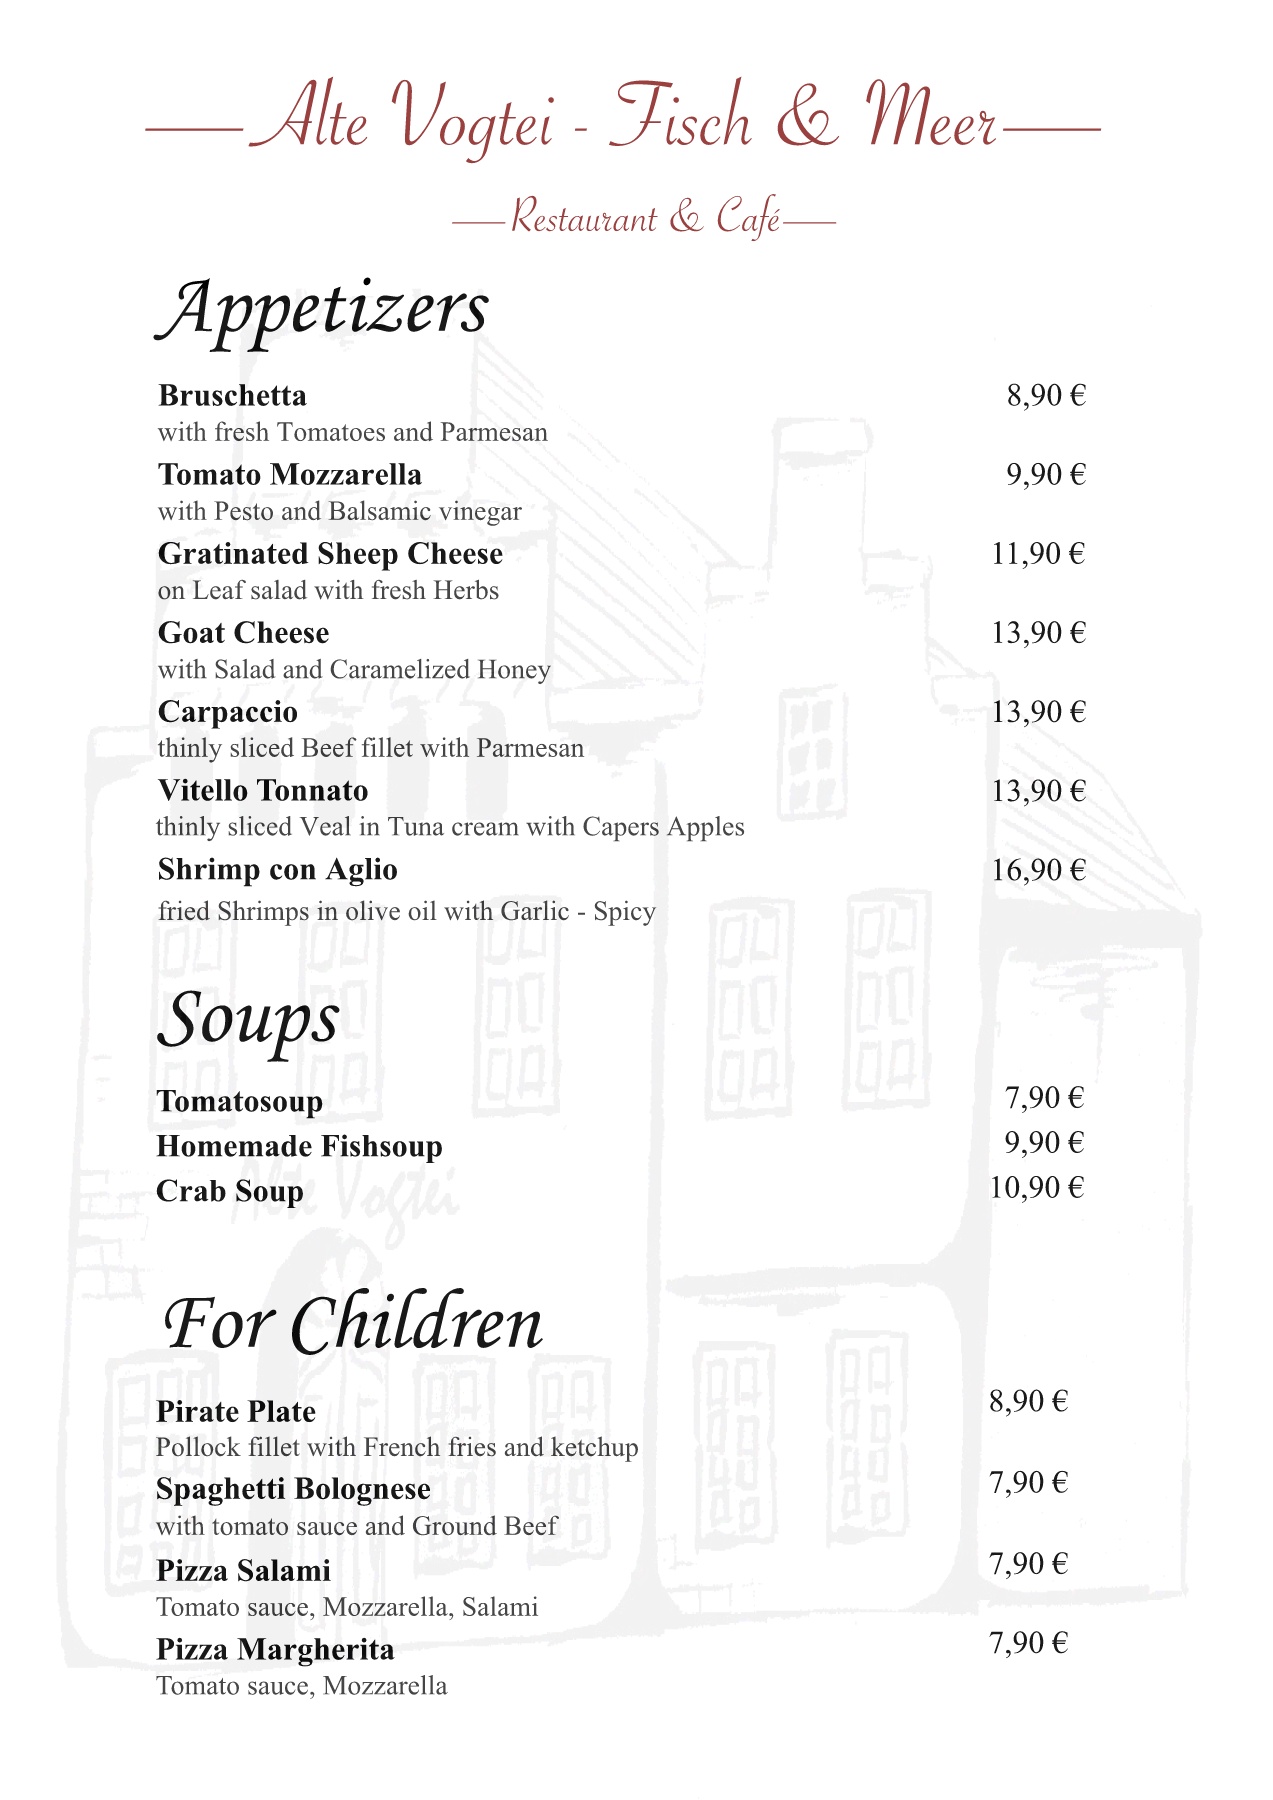 Alte Vogtei - Fisch & Meer
Restaurant & Café
Appetizers
Bruschetta 8,90 €
with fresh Tomatoes and Parmesan
Tomato Mozzarella 9,90 €
with Pesto and Balsamic vinegar
Gratinated Sheep Cheese 11,90 €
on Leaf salad with fresh Herbs
Goat Cheese 13,90 €
with Salad and Caramelized Honey
Carpaccio 13,90 €
thinly sliced Beef fillet with Parmesan
Vitello Tonnato 13,90 €
thinly sliced Veal in Tuna cream with Capers Apples
Shrimp con Aglio 16,90 €
fried Shrimps in olive oil with Garlic - Spicy
Soups
Tomatosoup 7,90 €
Homemade Fishsoup 9,90 €
Crab Soup 10,90 €
Alte Vogtei
For Children
Pirate Plate 8,90 €
Pollock fillet with French fries and ketchup
Spaghetti Bolognese 7,90 €
with tomato sauce and Ground Beef
Pizza Salami 7,90 €
Tomato sauce, Mozzarella, Salami
Pizza Margherita 7,90 €
Tomato sauce, Mozzarella